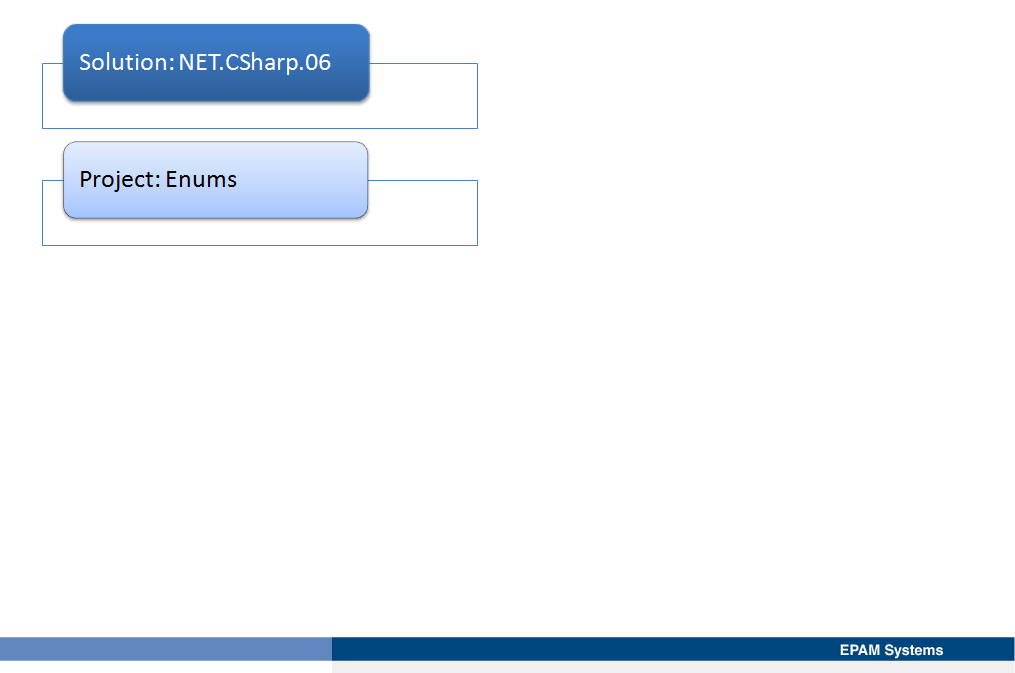 Solution: NET.CSharp.06
Project: Enums
EPAM Systems